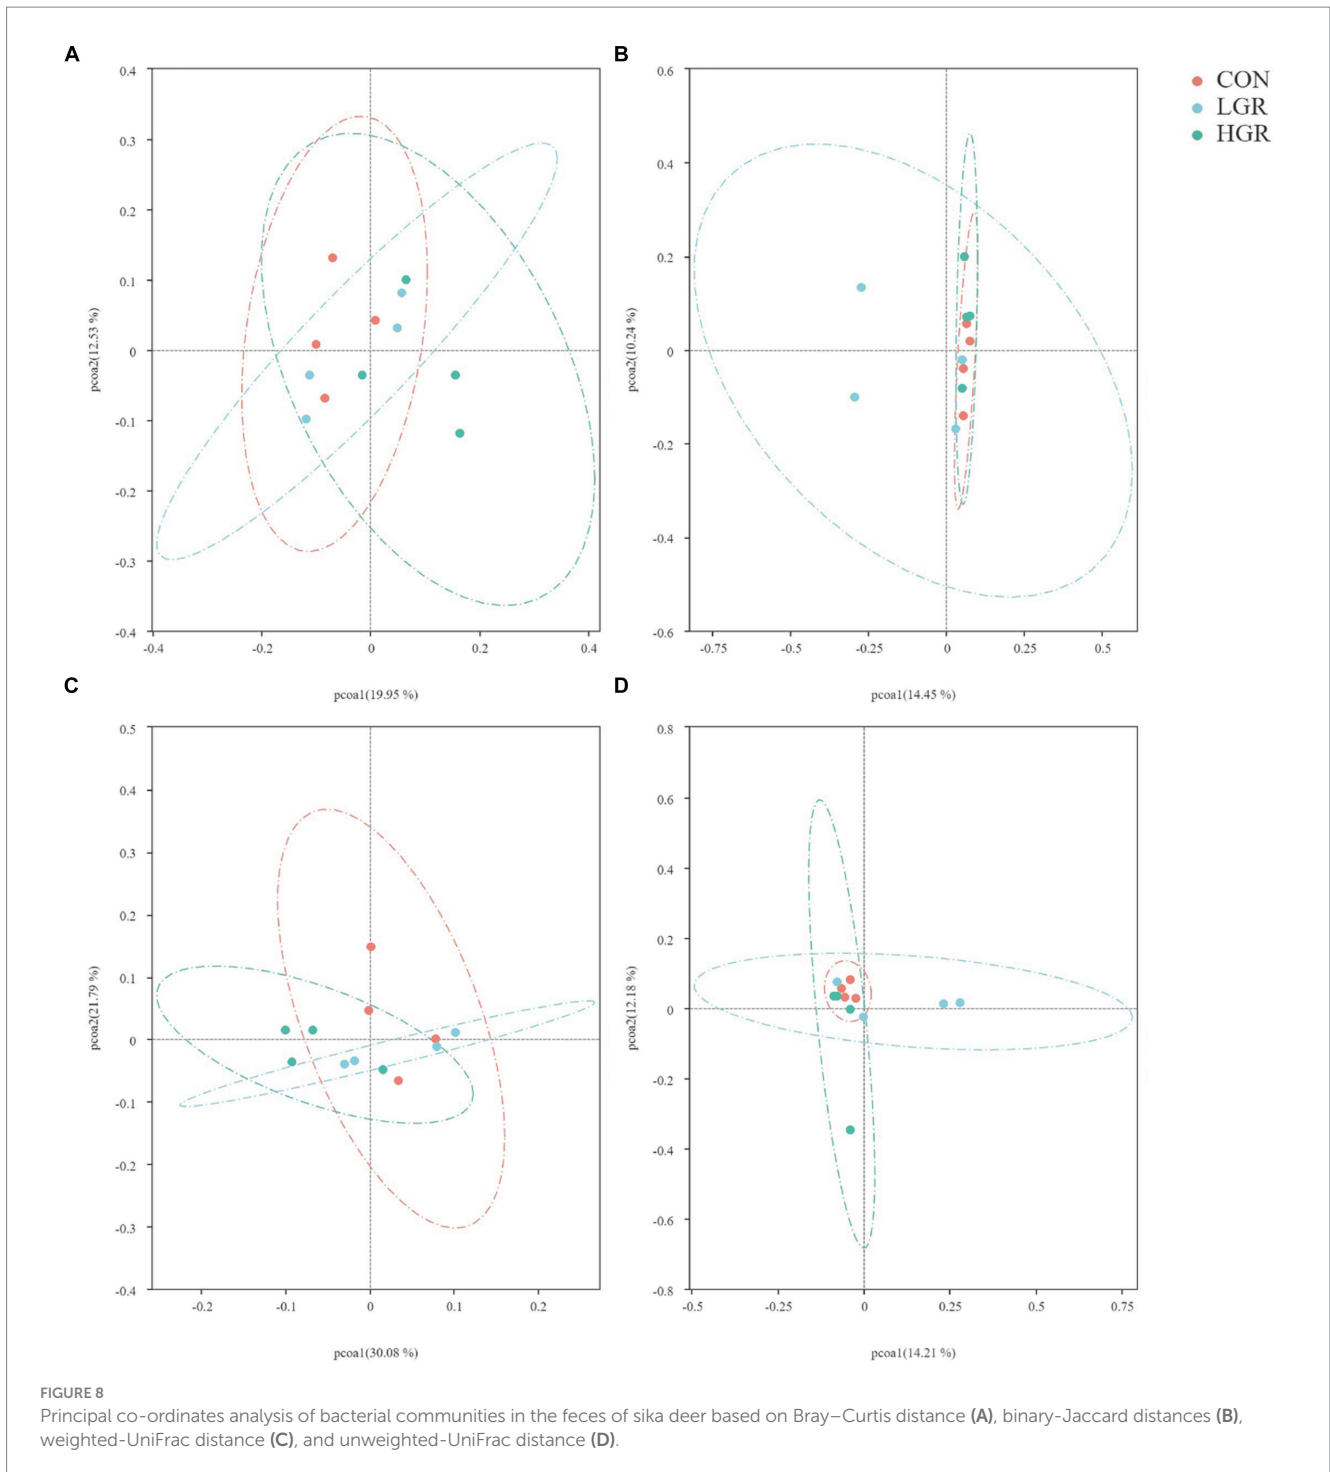 A
B
CON
LGR
HGR
0.4
0.3
0.2
0.1
0
-0.1
-0.2
-0.3
-0.4
pcoa2(12.53 %)
-0.4 -0.2 0 0.2 0.4
pcoa1(19.95 %)
0.6
0.4
0.2
0
-0.2
-0.4
-0.6
pcoa2(10.24 %)
-0.75 -0.5 -0.25 0 0.25 0.5
pcoa1(14.45 %)
C
D
0.5
0.4
0.3
0.2
0.1
0
-0.1
-0.2
-0.3
-0.4
pcoa2(21.79 %)
-0.2 -0.1 0 0.1 0.2
pcoa1(30.08 %)
0.8
0.6
0.4
0.2
0
-0.2
-0.4
-0.6
-0.8
pcoa2(12.18 %)
-0.5 -0.25 0 0.25 0.5 0.75
pcoa1(14.21 %)
FIGURE 8
Principal co-ordinates analysis of bacterial communities in the feces of sika deer based on Bray–Curtis distance (A), binary-Jaccard distances (B),
weighted-UniFrac distance (C), and unweighted-UniFrac distance (D).